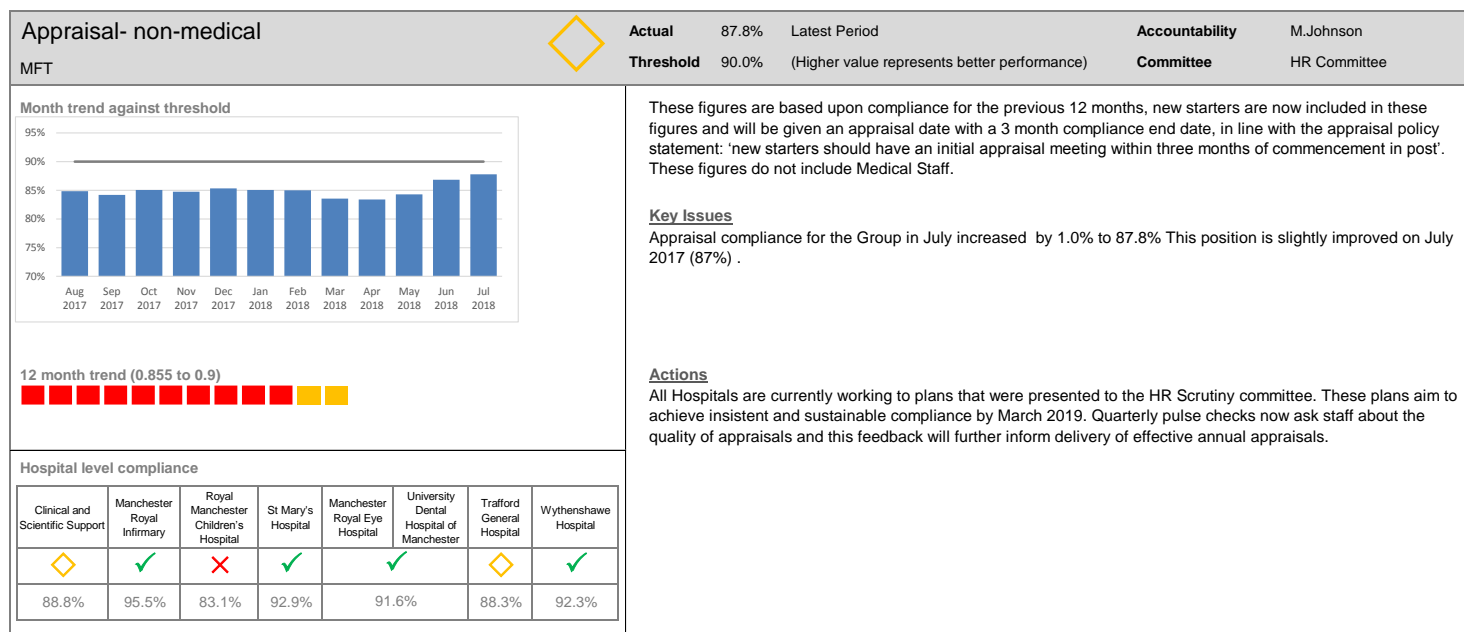 Appraisal- non-medical
MFT
Actual 87.8% Latest Period
Threshold 90.0% (Higher value represents better performance)
Accountability M.Johnson
Committee HR Committee
Month trend against threshold
95%
90%
85%
80%
75%
70%
Aug Sep Oct Nov Dec Jan Feb Mar Apr May Jun Jul
2017 2017 2017 2017 2017 2018 2018 2018 2018 2018 2018 2018
12 month trend (0.855 to 0.9)
These figures are based upon compliance for the previous 12 months, new starters are now included in these
figures and will be given an appraisal date with a 3 month compliance end date, in line with the appraisal policy
statement: ‘new starters should have an initial appraisal meeting within three months of commencement in post’.
These figures do not include Medical Staff.
Key Issues
Appraisal compliance for the Group in July increased  by 1.0% to 87.8% This position is slightly improved on July
2017 (87%) .
Actions
All Hospitals are currently working to plans that were presented to the HR Scrutiny committee. These plans aim to
achieve insistent and sustainable compliance by March 2019. Quarterly pulse checks now ask staff about the
quality of appraisals and this feedback will further inform delivery of effective annual appraisals.
Hospital level compliance
Clinical and
Scientific Support
Manchester
Royal
Infirmary
Royal
Manchester
Children's
Hospital
St Mary's
Hospital
Manchester
Royal Eye
Hospital
University
Dental
Hospital of
Manchester
Trafford
General
Hospital
Wythenshawe
Hospital
88.8% 95.5% 83.1% 92.9% 91.6% 88.3% 92.3%